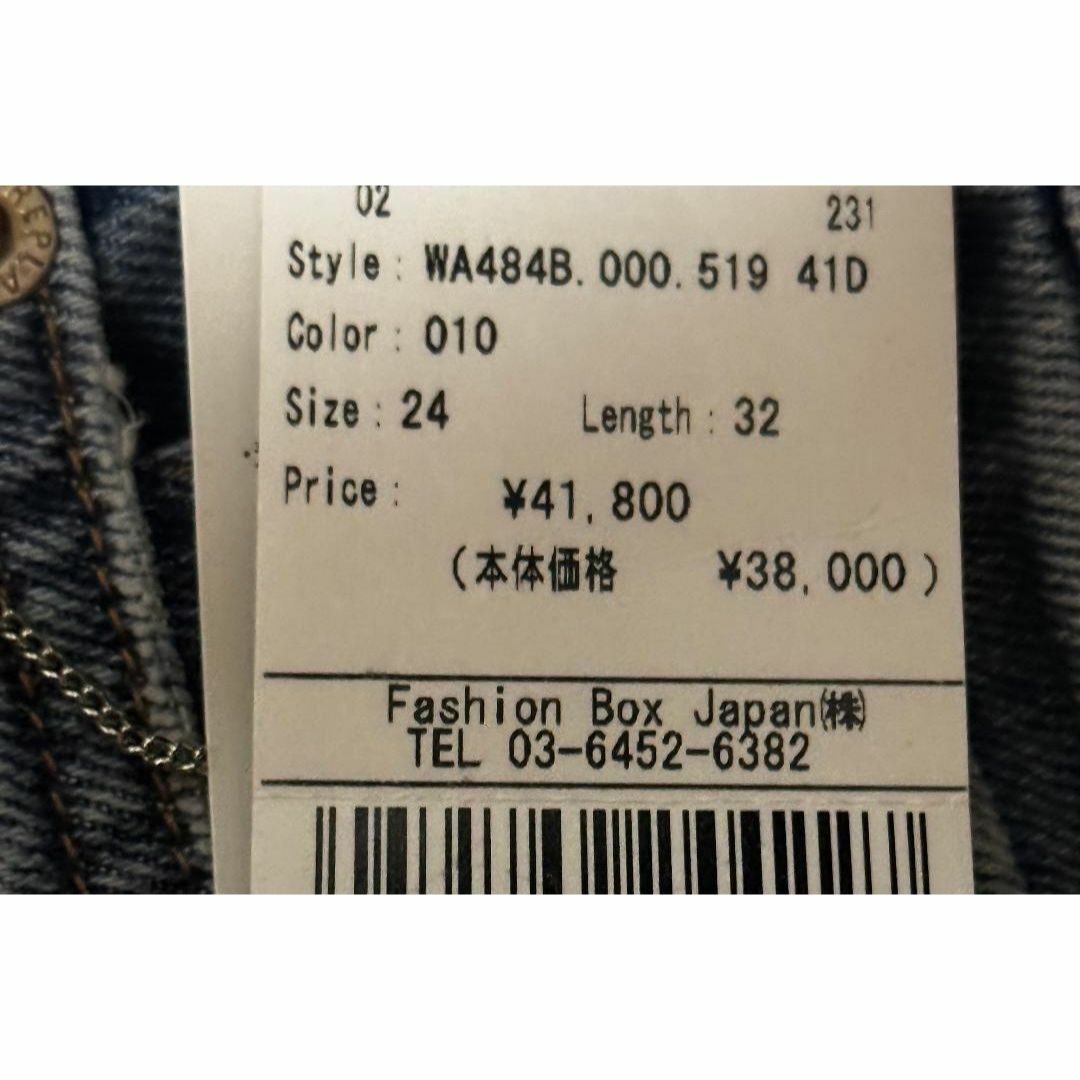 REPLA
02 231
Style : WA484B.000.519 41D
Color : 010
Size : 24 Length : 32
Price : ¥41,800
(本体価格 ¥38,000)
Fashion Box Japan㈱
TEL 03-6452-6382